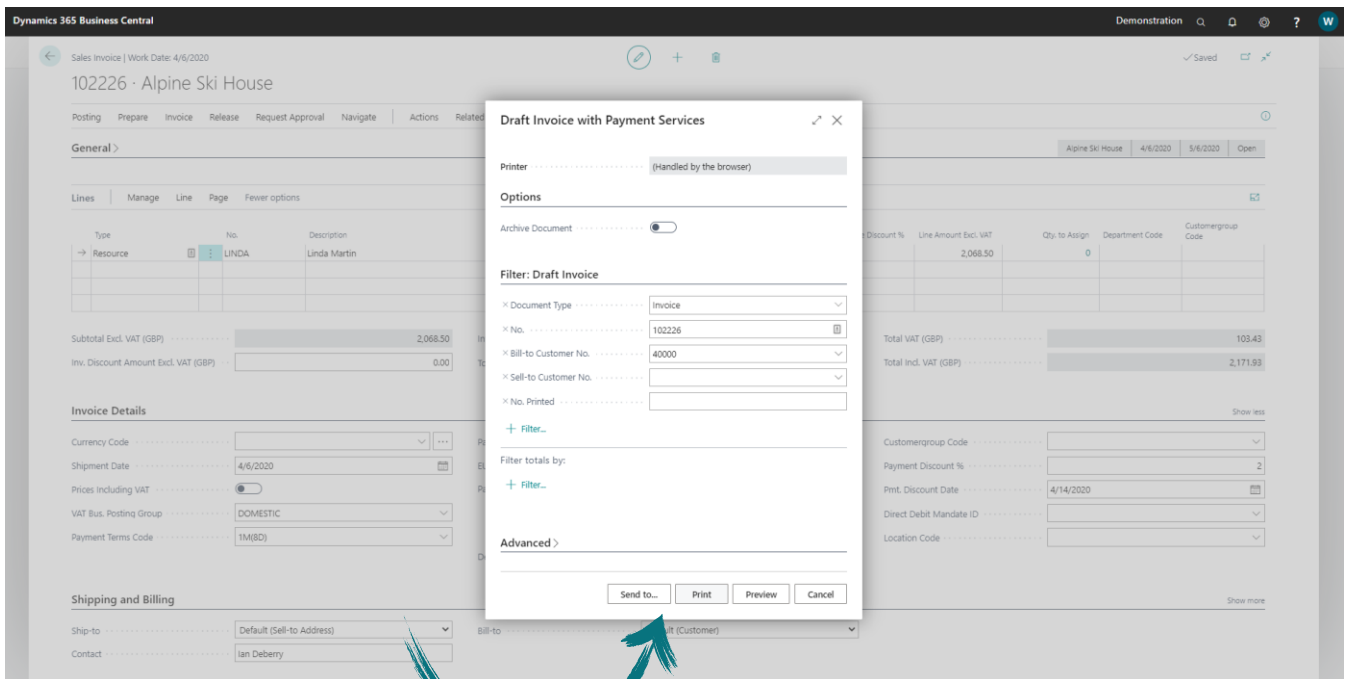 Dynamics 365 Business Central
Demonstration
?
W
Sales Invoice | Work Date: 4/6/2020
Saved
102226 · Alpine Ski House
Posting Prepare Invoice Release Request Approval Navigate Actions Related
General
Alpine Ski House 4/6/2020 5/6/2020 Open
Lines Manage Line Page Fewer options
Type No. Description
Discount % Line Amount Excl. VAT Qty. to Assign Department Code Customergroup Code
Resource LINDA Linda Martin
2,068.50 0
Subtotal Excl. VAT (GBP) 2,068.50
Inv. Discount Amount Excl. VAT (GBP) 0.00
Total VAT (GBP) 103.43
Total Incl. VAT (GBP) 2,171.93
Invoice Details
Show less
Currency Code
Shipment Date 4/6/2020
Prices Including VAT
VAT Bus. Posting Group DOMESTIC
Payment Terms Code 1M(8D)
Customergroup Code
Payment Discount % 2
Pmt. Discount Date 4/14/2020
Direct Debit Mandate ID
Location Code
Shipping and Billing
Show more
Ship-to Default (Sell-to Address)
Bill-to (Customer)
Contact Ian Deberry
Draft Invoice with Payment Services
Printer (Handled by the browser)
Options
Archive Document
Filter: Draft Invoice
× Document Type Invoice
× No. 102226
× Bill-to Customer No. 40000
× Sell-to Customer No.
× No. Printed
+ Filter...
Filter totals by:
+ Filter...
Advanced
Send to... Print Preview Cancel